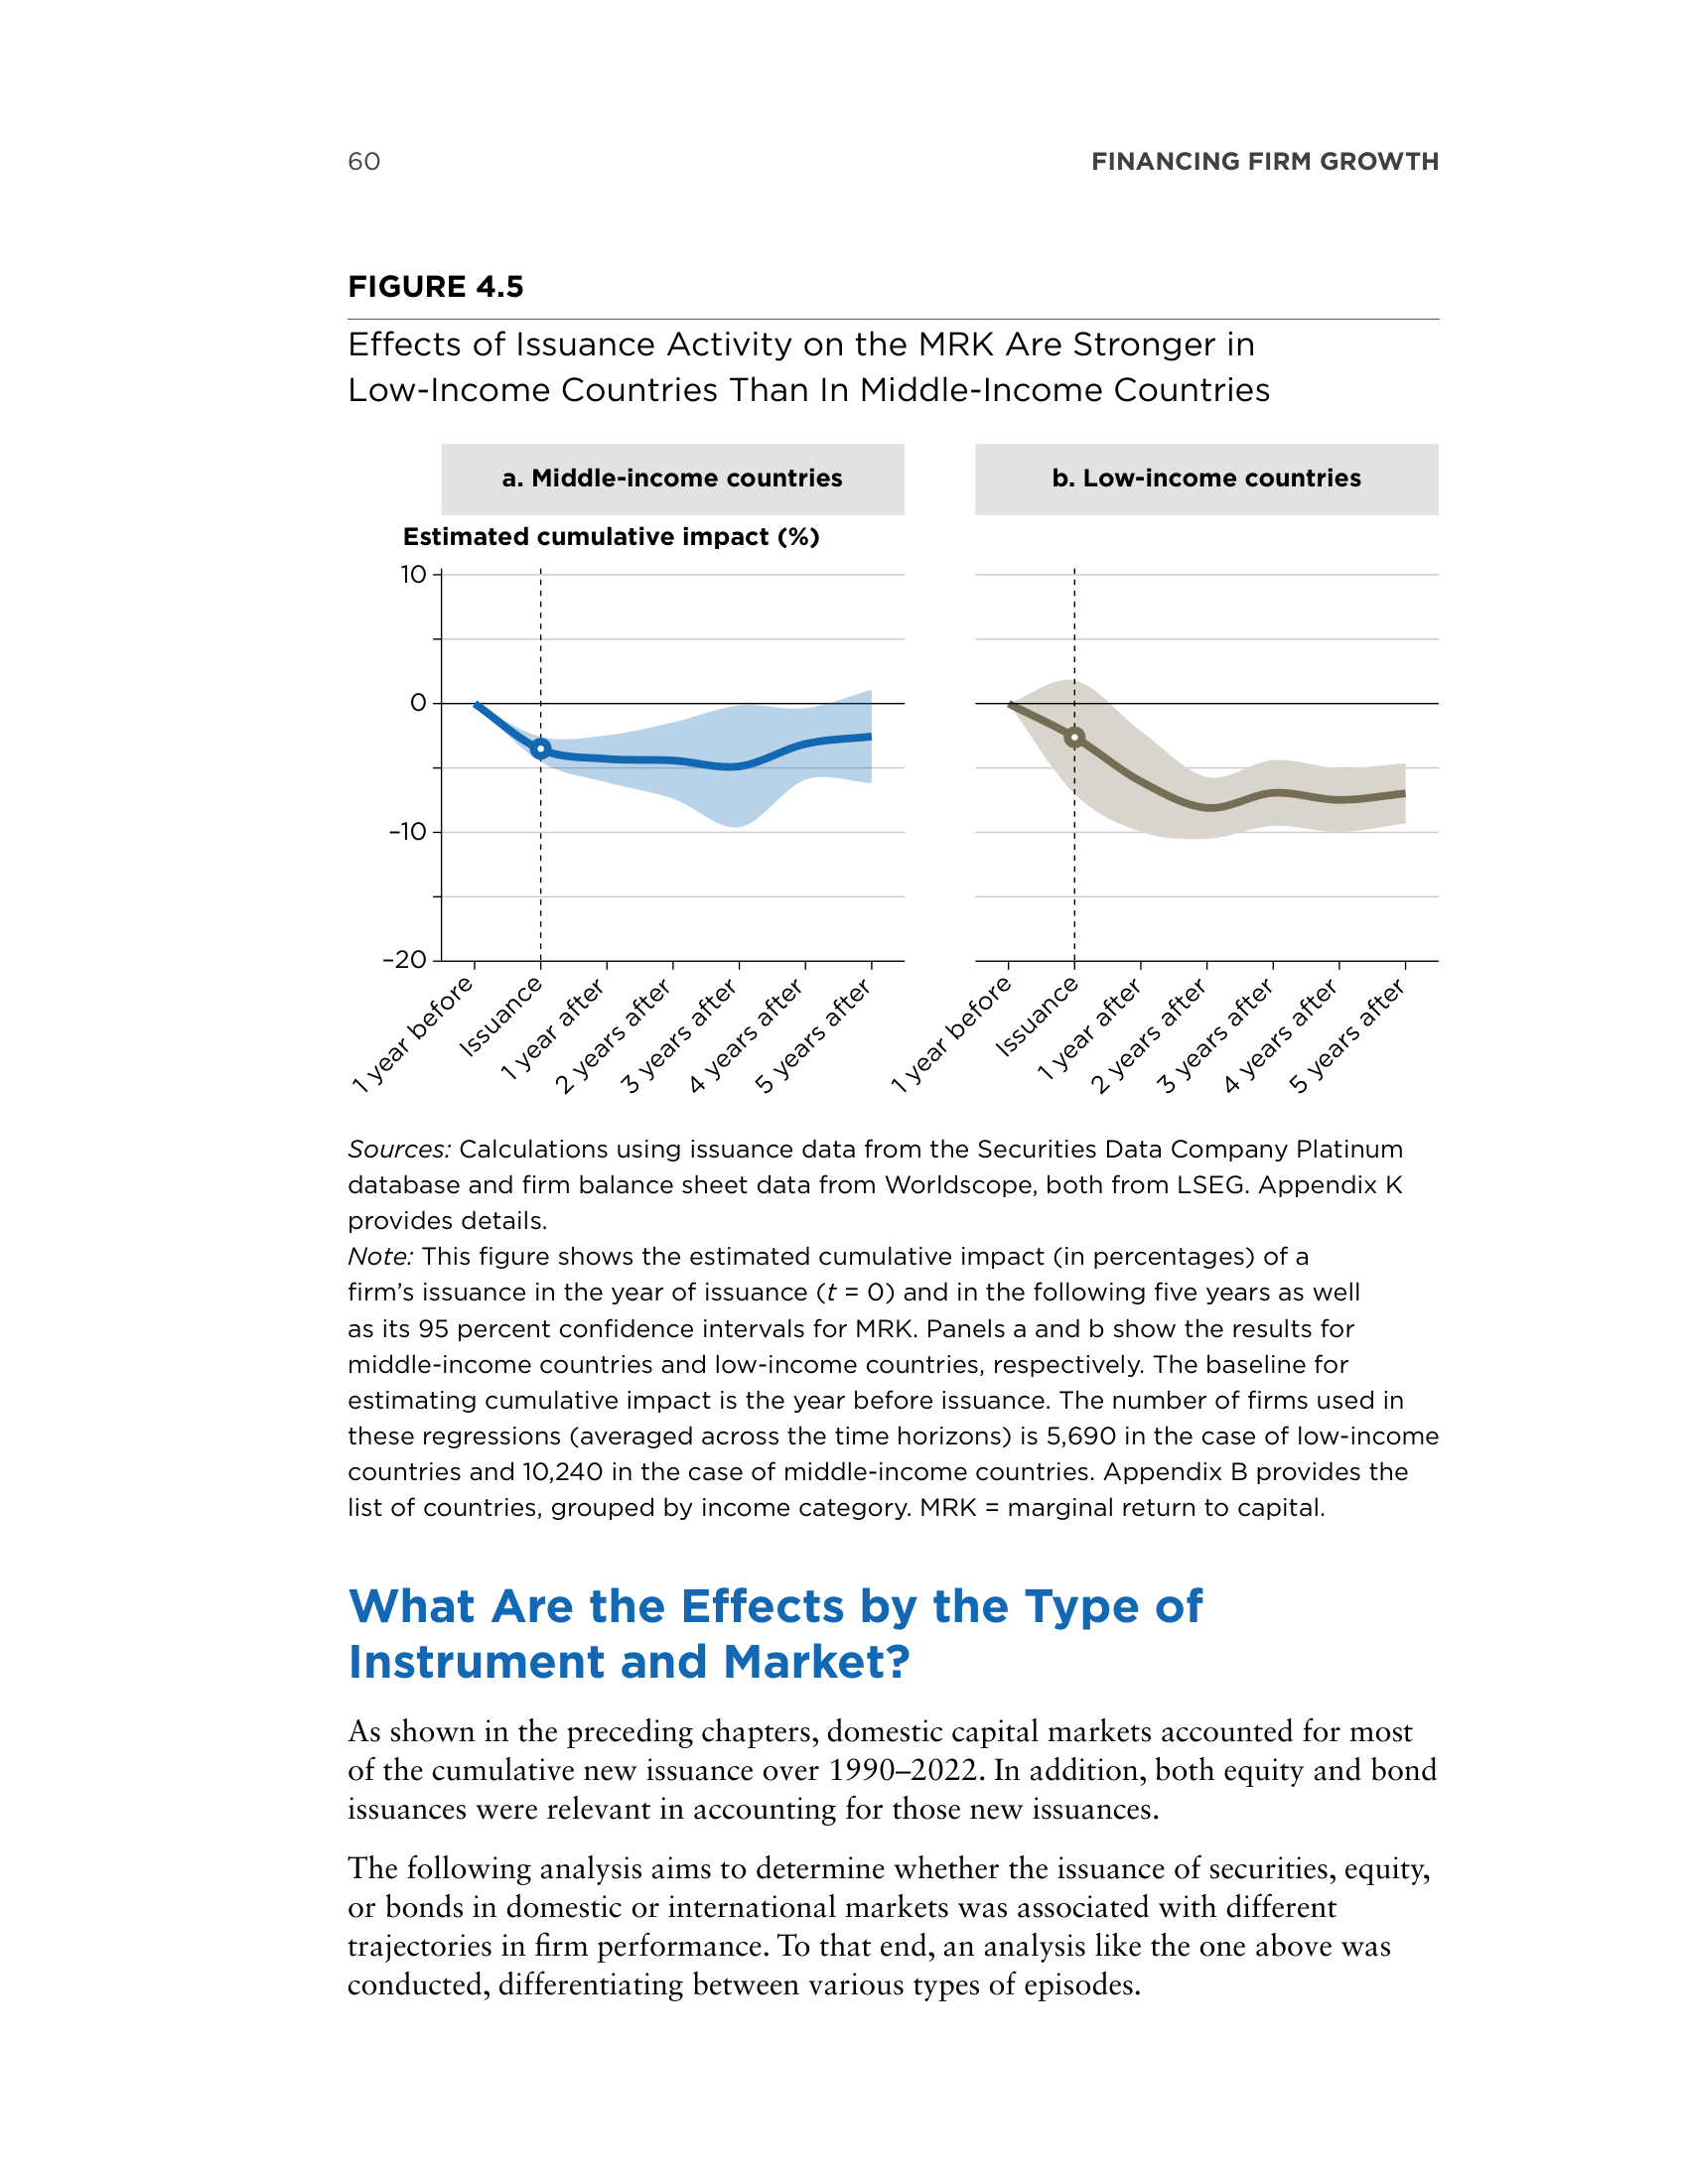 60
FINANCING FIRM GROWTH
FIGURE 4.5
Effects of Issuance Activity on the MRK Are Stronger in
Low-Income Countries Than In Middle-Income Countries
a. Middle-income countries
b. Low-income countries
Estimated cumulative impact (%)
10
0
–10
–20
1 year before
Issuance
1 year after
2 years after
3 years after
4 years after
5 years after
1 year before
Issuance
1 year after
2 years after
3 years after
4 years after
5 years after
Sources: Calculations using issuance data from the Securities Data Company Platinum
database and firm balance sheet data from Worldscope, both from LSEG. Appendix K
provides details.
Note: This figure shows the estimated cumulative impact (in percentages) of a
firm’s issuance in the year of issuance (t = 0) and in the following five years as well
as its 95 percent confidence intervals for MRK. Panels a and b show the results for
middle-income countries and low-income countries, respectively. The baseline for
estimating cumulative impact is the year before issuance. The number of firms used in
these regressions (averaged across the time horizons) is 5,690 in the case of low-income
countries and 10,240 in the case of middle-income countries. Appendix B provides the
list of countries, grouped by income category. MRK = marginal return to capital.
What Are the Effects by the Type of
Instrument and Market?
As shown in the preceding chapters, domestic capital markets accounted for most
of the cumulative new issuance over 1990–2022. In addition, both equity and bond
issuances were relevant in accounting for those new issuances.
The following analysis aims to determine whether the issuance of securities, equity,
or bonds in domestic or international markets was associated with different
trajectories in firm performance. To that end, an analysis like the one above was
conducted, differentiating between various types of episodes.